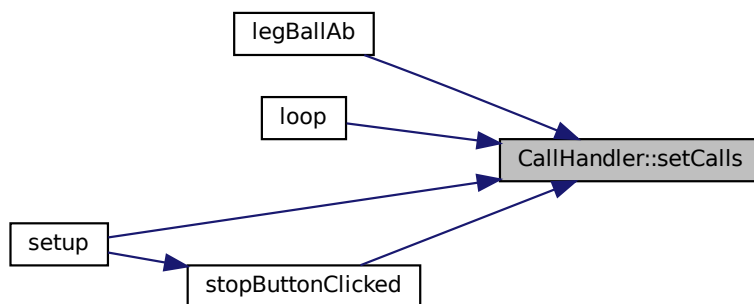 legBallAb
loop
CallHandler::setCalls
setup
stopButtonClicked